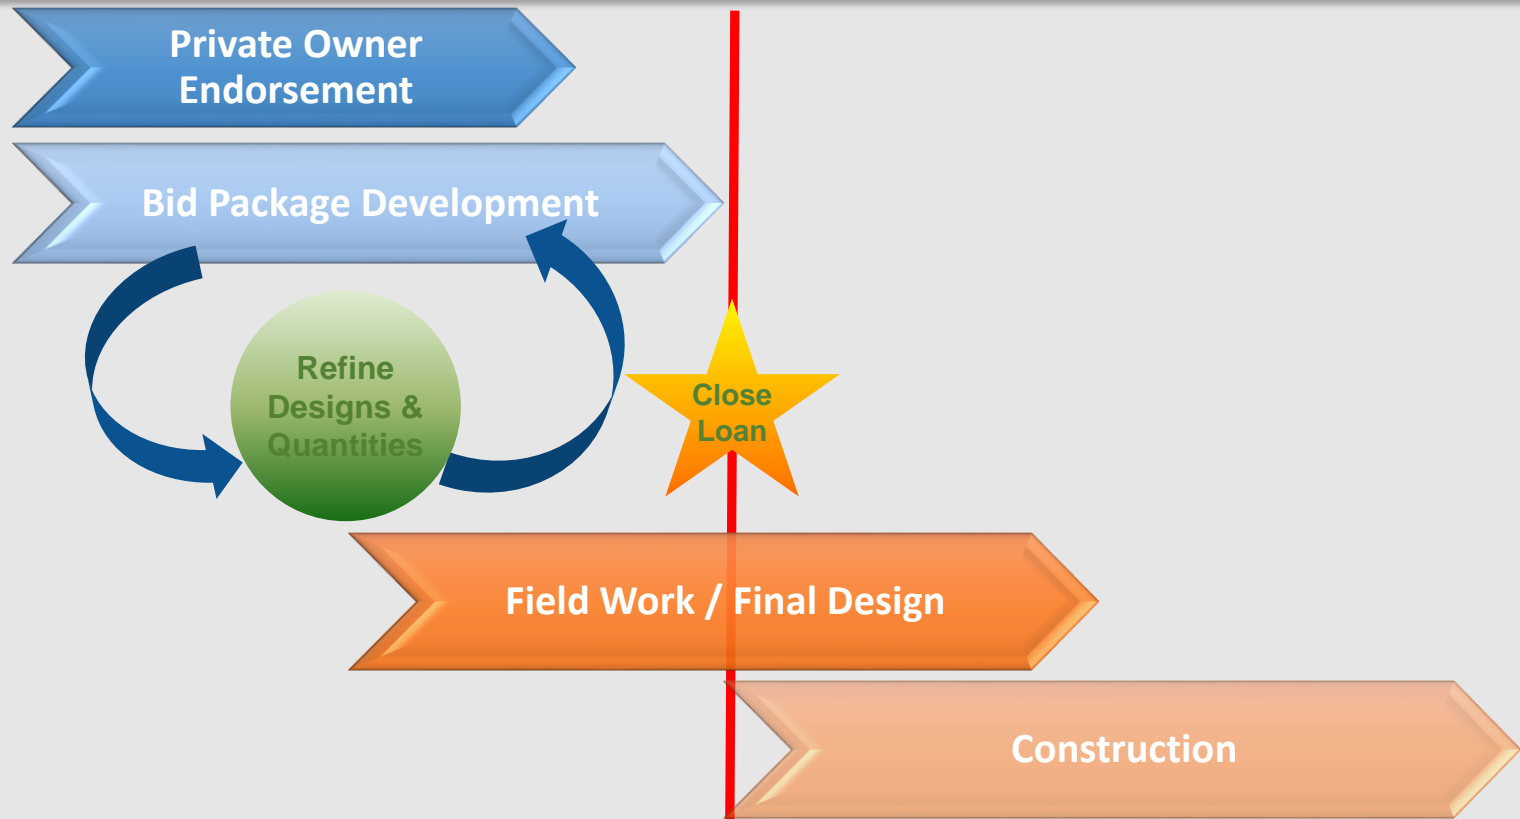 Private Owner
Endorsement
Bid Package Development
Refine
Designs &
Quantities
Close
Loan
Field Work / Final Design
Construction